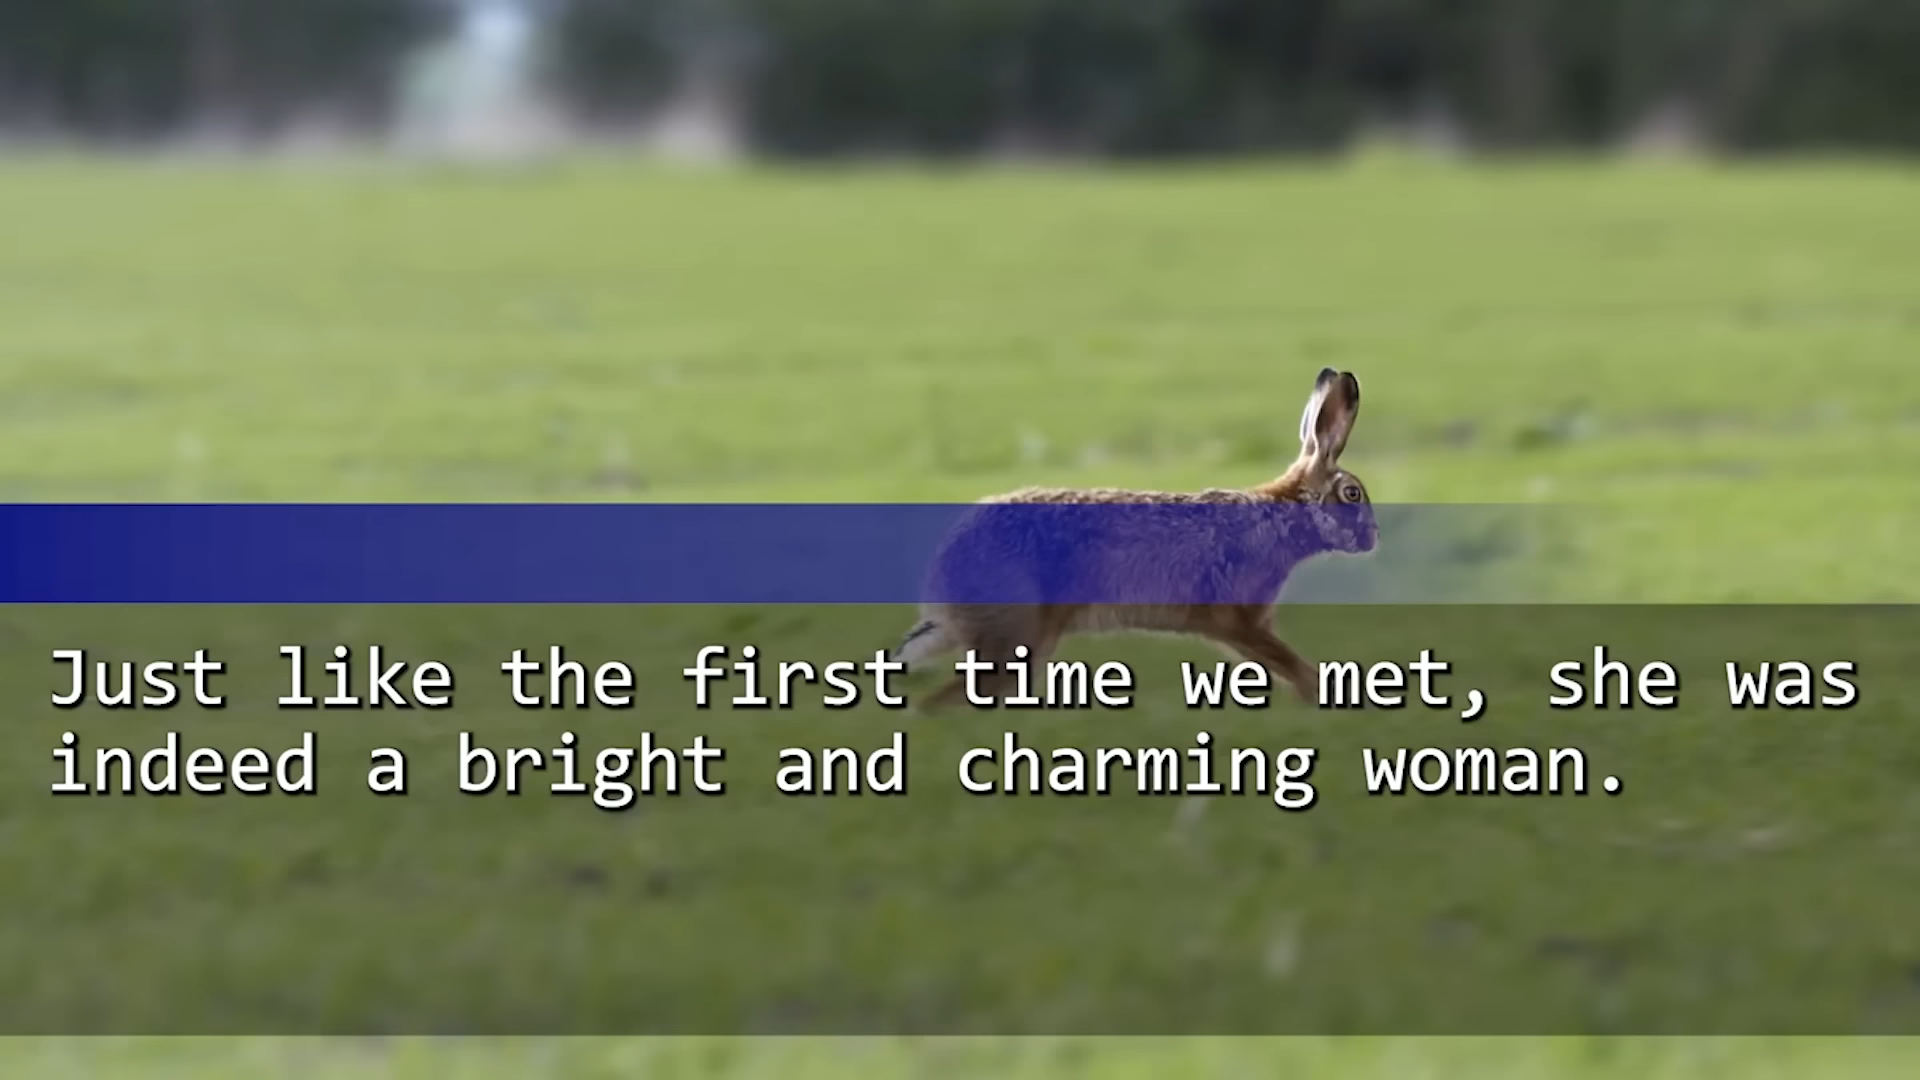 Just like the first time we met, she was
indeed a bright and charming woman.